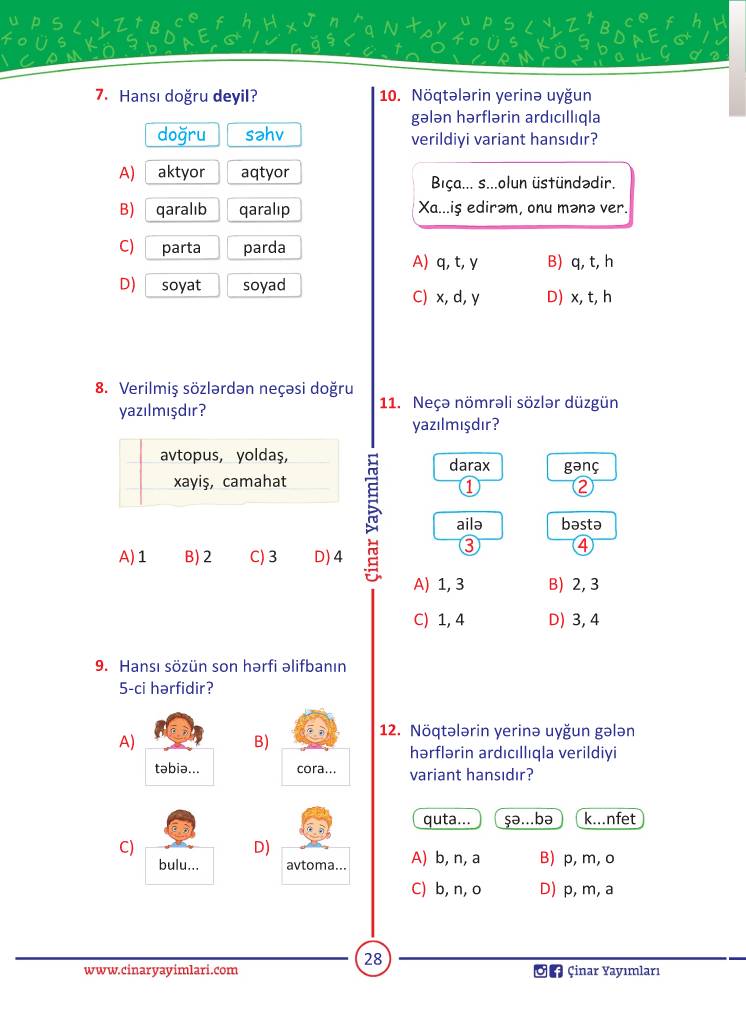 7. Hansı doğru deyil?
doğru səhv
A) aktyor aqtyor
B) qaralıb qaralıp
C) parta parda
D) soyat soyad
8. Verilmiş sözlərdən neçəsi doğru
yazılmışdır?
avtopus, yoldaş,
xayiş, camahat
A) 1 B) 2 C) 3 D) 4
9. Hansı sözün son hərfi əlifbanın
5-ci hərfidir?
A) təbiə... B) cora...
C) bulu... D) avtoma...
Çinar Yayımları
10. Nöqtələrin yerinə uyğun
gələn hərflərin ardıcıllıqla
verildiyi variant hansıdır?
Bıça... s...olun üstündədir.
Xa...iş edirəm, onu mənə ver.
A) q, t, y B) q, t, h
C) x, d, y D) x, t, h
11. Neçə nömrəli sözlər düzgün
yazılmışdır?
darax gənç
1 2
ailə bəstə
3 4
A) 1, 3 B) 2, 3
C) 1, 4 D) 3, 4
12. Nöqtələrin yerinə uyğun gələn
hərflərin ardıcıllıqla verildiyi
variant hansıdır?
quta... şə...bə k...nfet
A) b, n, a B) p, m, o
C) b, n, o D) p, m, a
www.cinaryayimlari.com 28 Çinar Yayımları